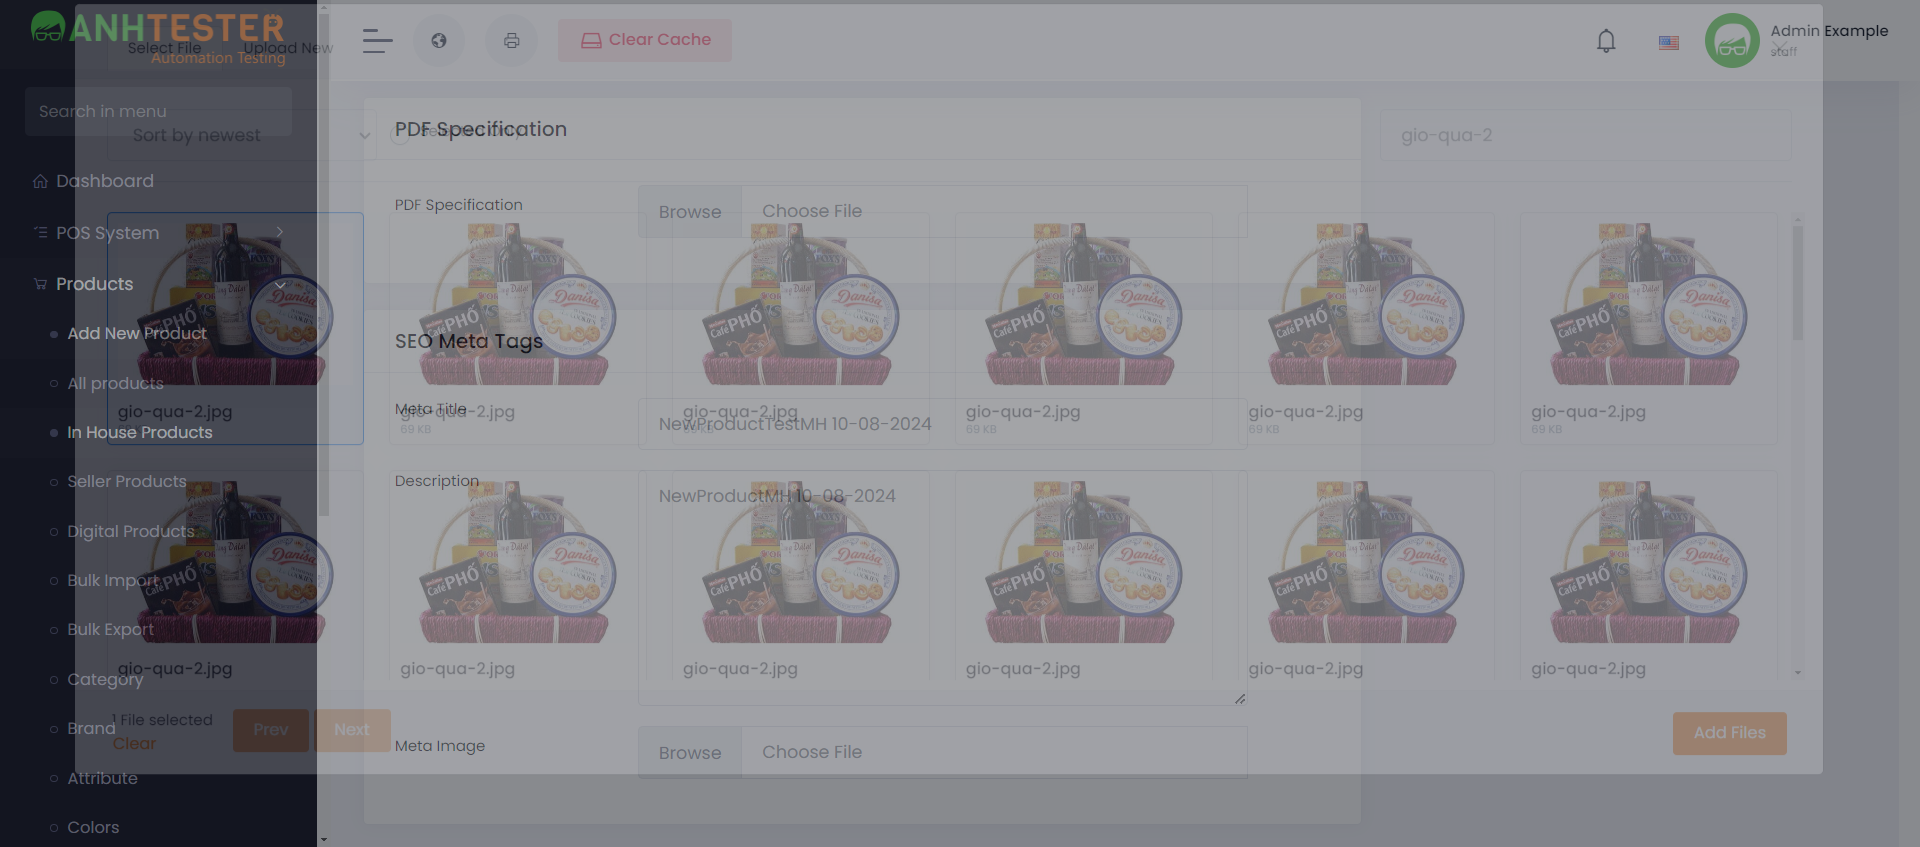 ANHTESTER
Automation Testing
Select File
Upload New
Clear Cache
Admin Example
staff
Search in menu
Sort by newest
PDF Specification
gio-qua-2
Dashboard
PDF Specification
Browse
Choose File
POS System
Products
Add New Product
SEO Meta Tags
All products
gio-qua-2.jpg
gio-qua-2.jpg
gio-qua-2.jpg
gio-qua-2.jpg
gio-qua-2.jpg
gio-qua-2.jpg
Meta Title
NewProductTestMH 10-08-2024
69 KB
69 KB
69 KB
69 KB
In House Products
Seller Products
Description
NewProductMH 10-08-2024
Digital Products
Bulk Import
Bulk Export
gio-qua-2.jpg
gio-qua-2.jpg
gio-qua-2.jpg
gio-qua-2.jpg
gio-qua-2.jpg
gio-qua-2.jpg
Category
1 File selected
Clear
Prev
Next
Add Files
Brand
Meta Image
Browse
Choose File
Attribute
Colors